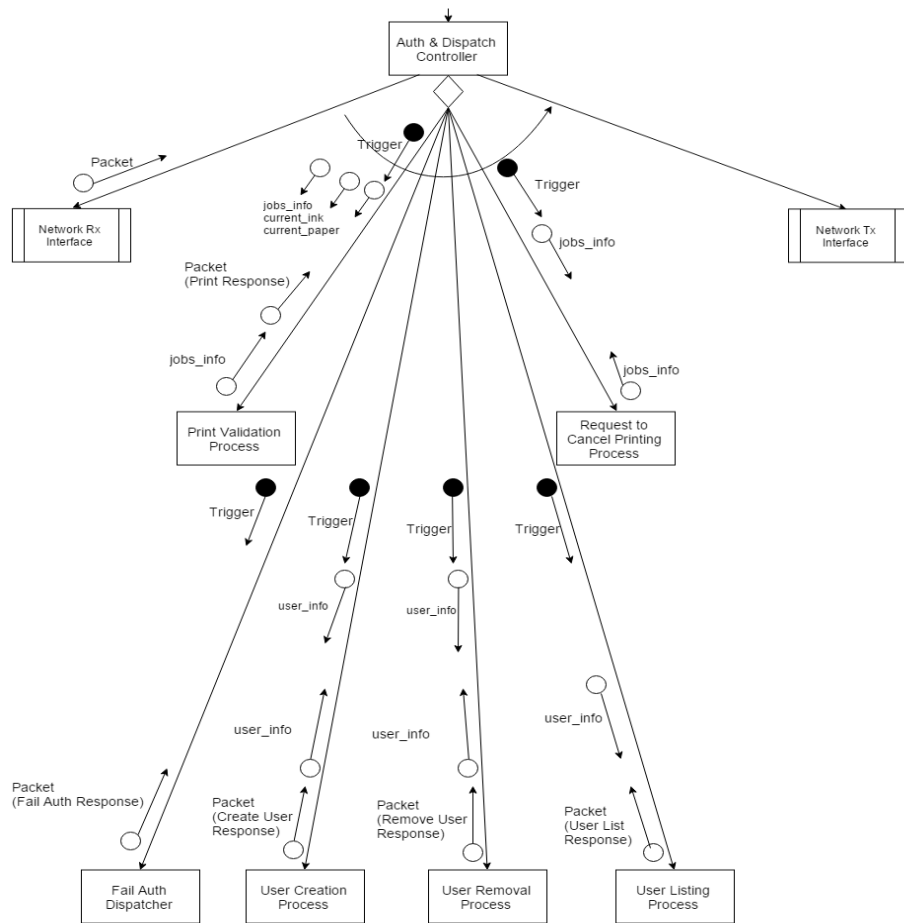 Auth & Dispatch
Controller
Packet
Trigger
Trigger
jobs_info
current_ink
current_paper
Network Rx
Interface
Network Tx
Interface
jobs_info
Packet
(Print Response)
jobs_info
jobs_info
Print Validation
Process
Request to
Cancel Printing
Process
Trigger
Trigger
Trigger
Trigger
user_info
user_info
user_info
user_info
user_info
Packet
(Fail Auth Response)
Packet
(Create User
Response)
Packet
(Remove User
Response)
Packet
(User List
Response)
Fail Auth
Dispatcher
User Creation
Process
User Removal
Process
User Listing
Process